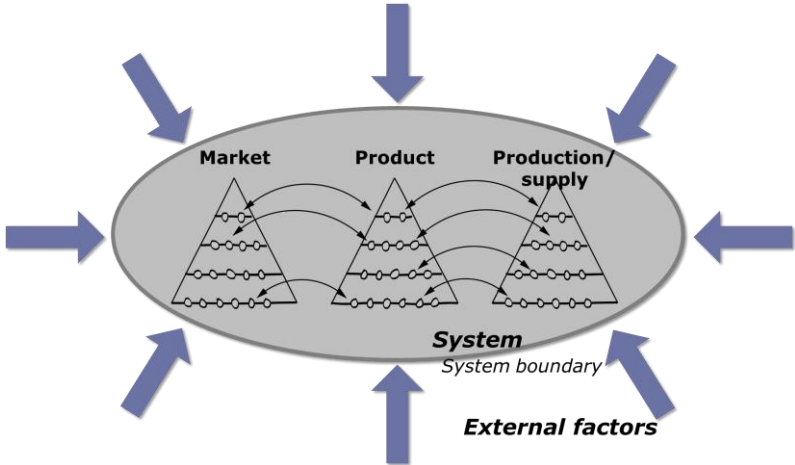 Market
Product
Production/
supply
System
System boundary
External factors